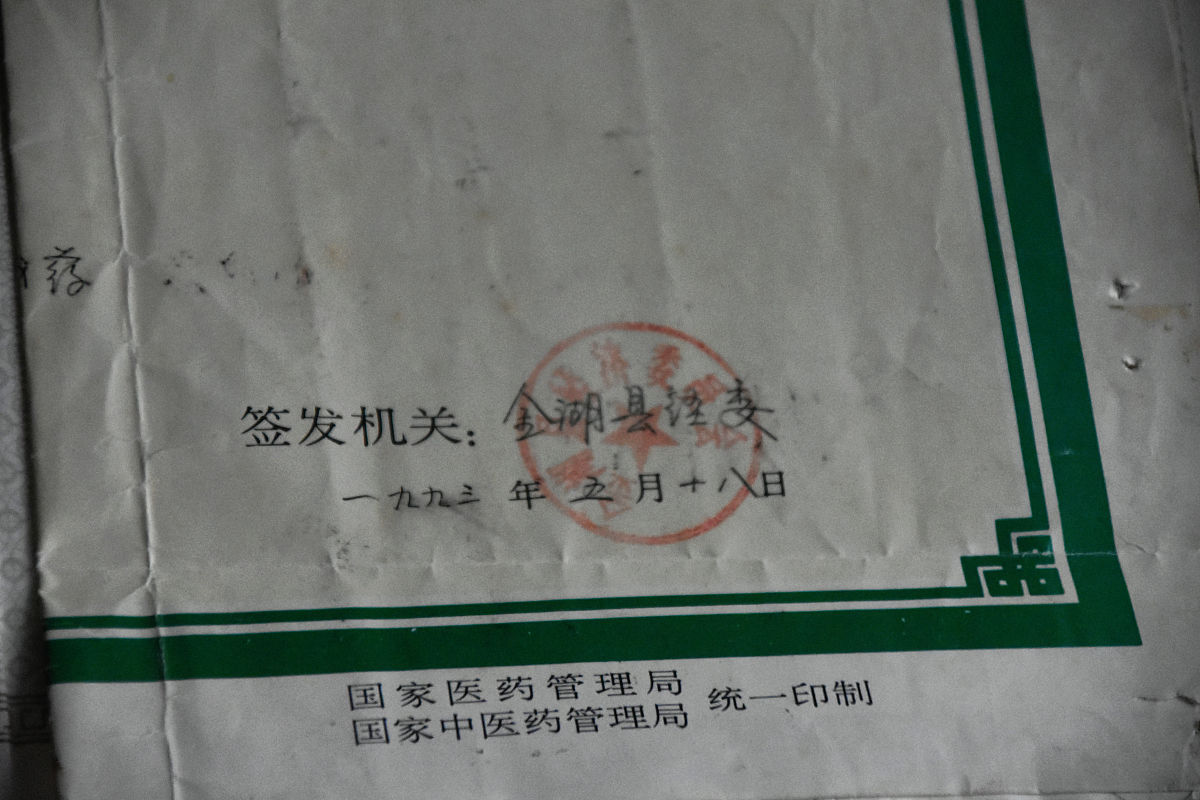 药
签发机关：金湖县经委
一九九三年五月十八日
国家医药管理局
国家中医药管理局 统一印制